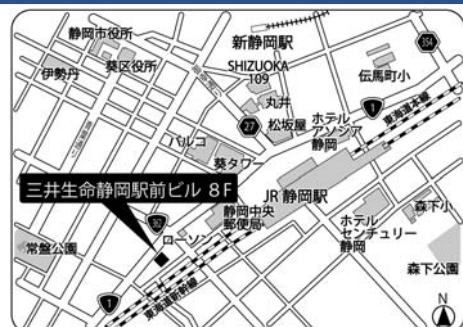 静岡市役所
葵区役所
伊勢丹
新静岡駅
SHIZUOKA
109
丸井
松坂屋
27
354
伝馬町小
1
東海道本線
ホテル
アソシア
静岡
パルコ
葵タワー
三井生命静岡駅前ビル 8F
JR 静岡駅
静岡中央
郵便局
362
ローソン
常盤公園
1
東海道新幹線
ホテル
センチュリー
静岡
森下小
森下公園
N